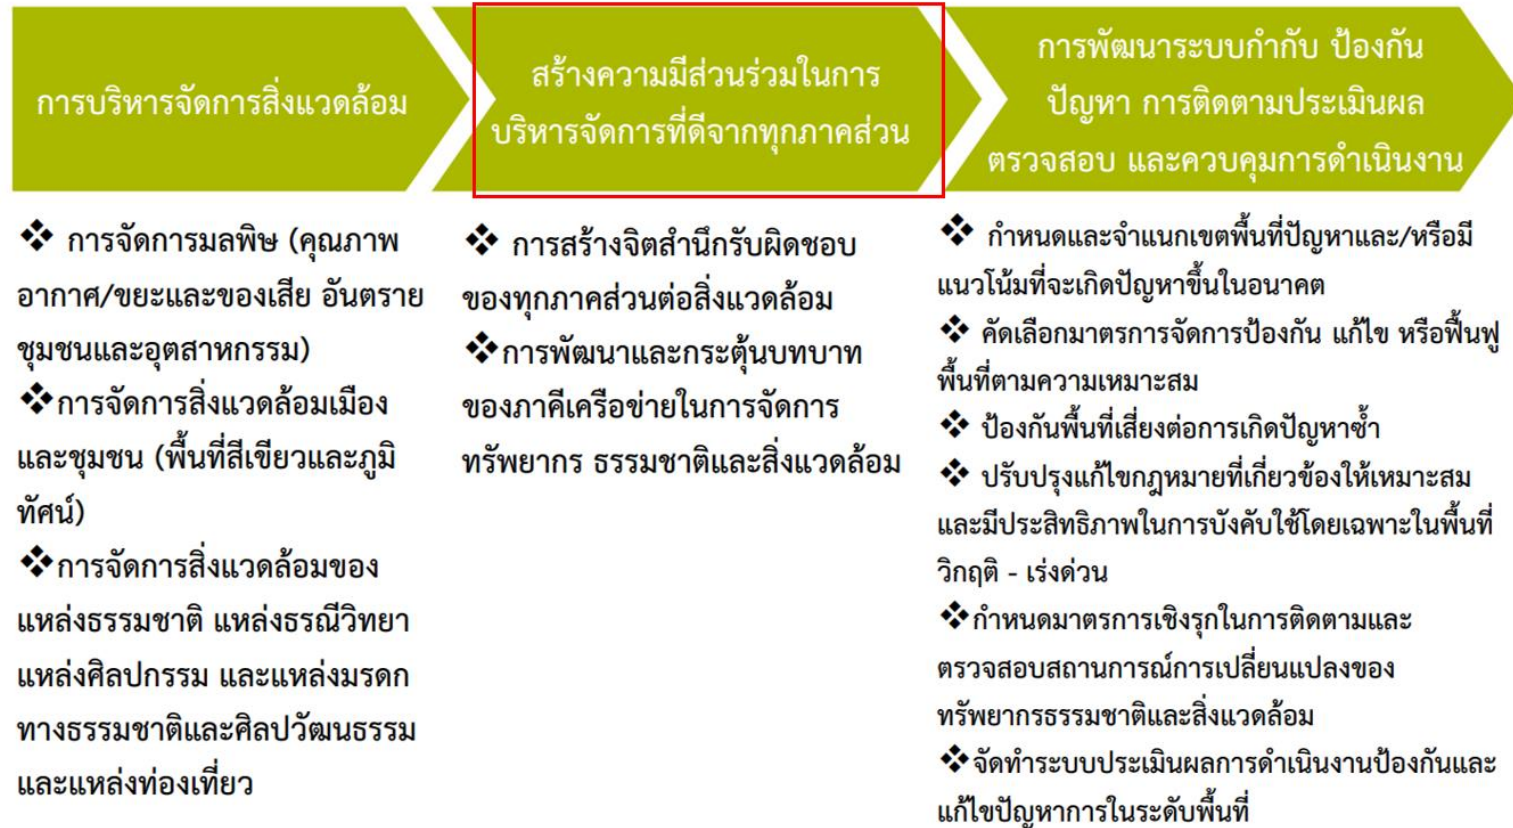 การบริหารจัดการสิ่งแวดล้อม
สร้างความมีส่วนร่วมในการ
บริหารจัดการที่ดีจากทุกภาคส่วน
การพัฒนาระบบกำกับ ป้องกัน
ปัญหา การติดตามประเมินผล
ตรวจสอบ และควบคุมการดำเนินงาน
❖ การจัดการมลพิษ (คุณภาพ
อากาศ/ขยะและของเสีย อันตราย
ชุมชนและอุตสาหกรรม)
❖การจัดการสิ่งแวดล้อมเมือง
และชุมชน (พื้นที่สีเขียวและภูมิ
ทัศน์)
❖การจัดการสิ่งแวดล้อมของ
แหล่งธรรมชาติ แหล่งธรณีวิทยา
แหล่งศิลปกรรม และแหล่งมรดก
ทางธรรมชาติและศิลปวัฒนธรรม
และแหล่งท่องเที่ยว
❖ การสร้างจิตสำนึกรับผิดชอบ
ของทุกภาคส่วนต่อสิ่งแวดล้อม
❖การพัฒนาและกระตุ้นบทบาท
ของภาคีเครือข่ายในการจัดการ
ทรัพยากร ธรรมชาติและสิ่งแวดล้อม
❖ กำหนดและจำแนกเขตพื้นที่ปัญหาและ/หรือมี
แนวโน้มที่จะเกิดปัญหาขึ้นในอนาคต
❖ คัดเลือกมาตรการจัดการป้องกัน แก้ไข หรือฟื้นฟู
พื้นที่ตามความเหมาะสม
❖ ป้องกันพื้นที่เสี่ยงต่อการเกิดปัญหาซ้ำ
❖ ปรับปรุงแก้ไขกฎหมายที่เกี่ยวข้องให้เหมาะสม
และมีประสิทธิภาพในการบังคับใช้โดยเฉพาะในพื้นที่
วิกฤติ - เร่งด่วน
❖กำหนดมาตรการเชิงรุกในการติดตามและ
ตรวจสอบสถานการณ์การเปลี่ยนแปลงของ
ทรัพยากรธรรมชาติและสิ่งแวดล้อม
❖จัดทำระบบประเมินผลการดำเนินงานป้องกันและ
แก้ไขปัญหาการในระดับพื้นที่